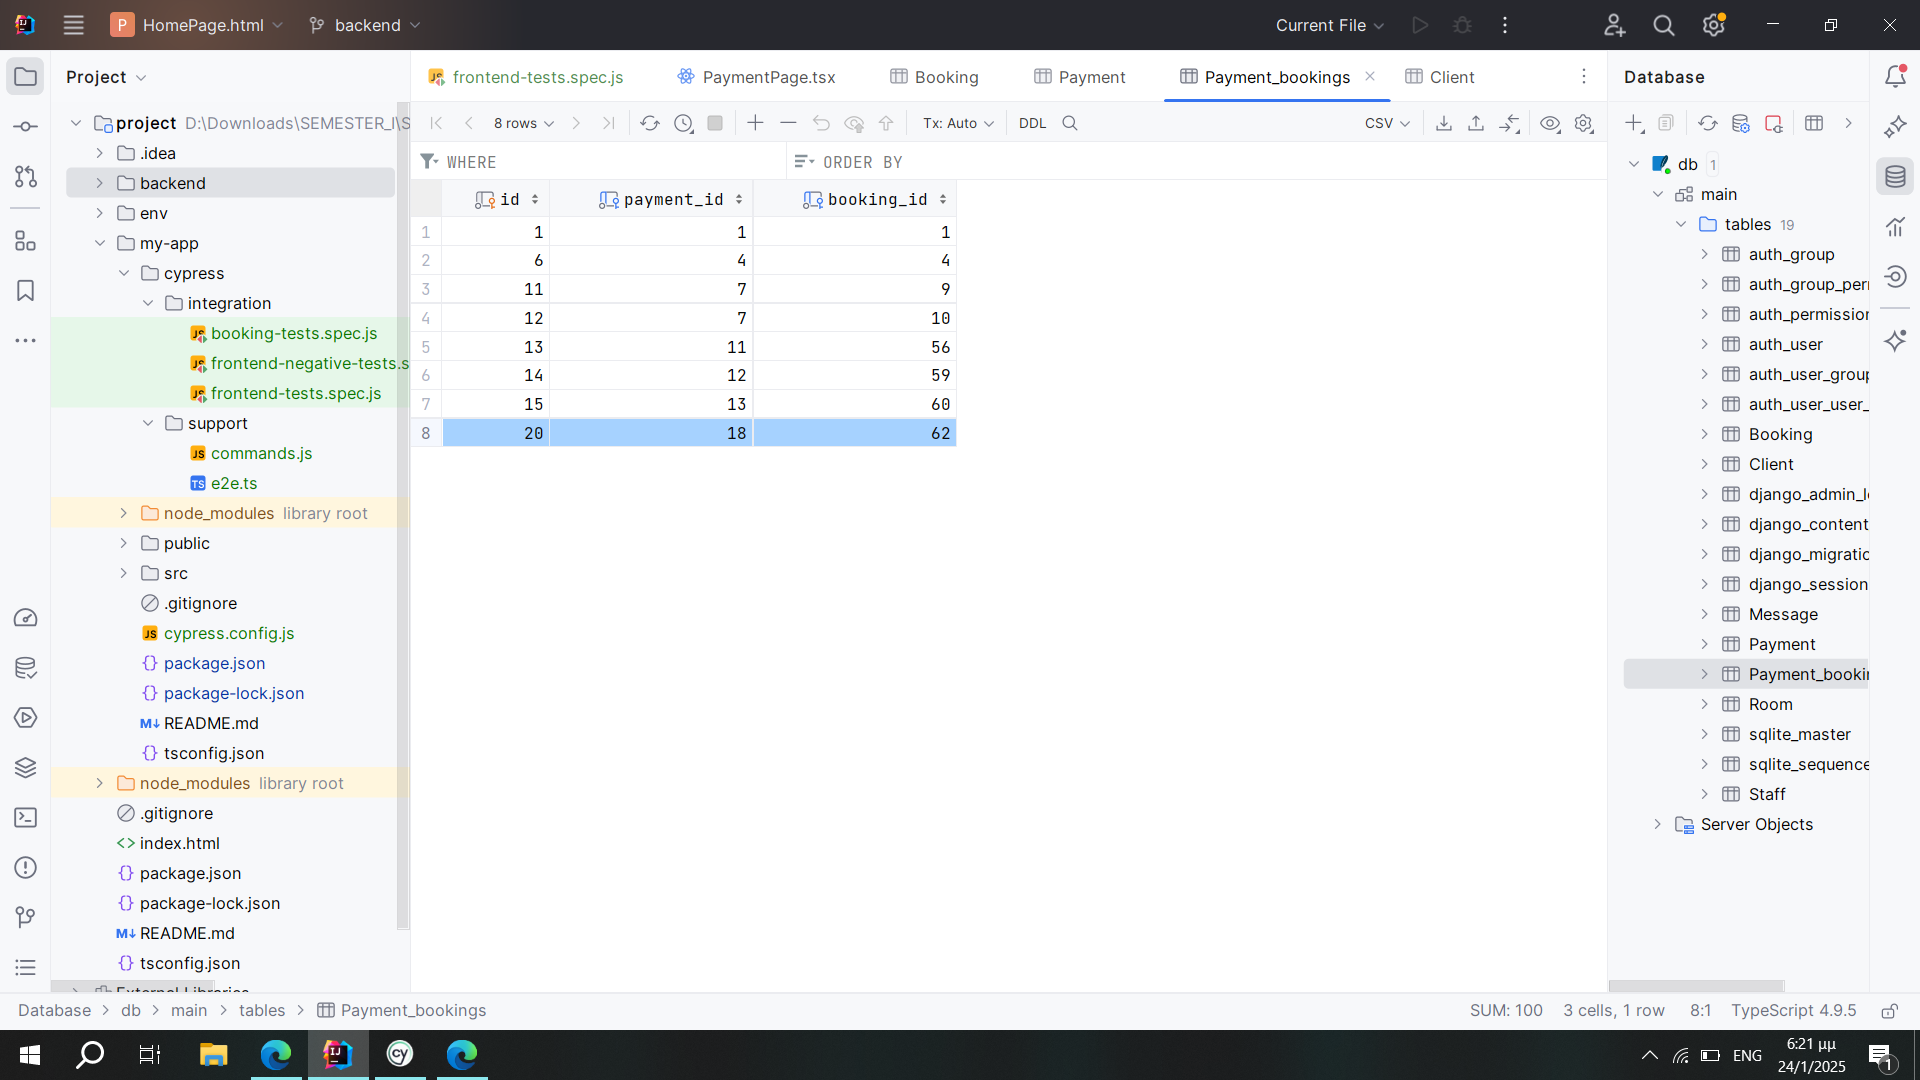 P HomePage.html backend Current File
Project
project D:\Downloads\SEMESTER_I\S
.idea
backend
env
my-app
cypress
integration
booking-tests.spec.js
frontend-negative-tests.s
frontend-tests.spec.js
support
commands.js
e2e.ts
node_modules library root
public
src
.gitignore
cypress.config.js
package.json
package-lock.json
README.md
tsconfig.json
node_modules library root
.gitignore
index.html
package.json
package-lock.json
README.md
tsconfig.json
External Libraries
frontend-tests.spec.js PaymentPage.tsx Booking Payment Payment_bookings Client
8 rows Tx: Auto DDL CSV
WHERE ORDER BY
id payment_id booking_id
1 1 1 1
2 6 4 4
3 11 7 9
4 12 7 10
5 13 11 56
6 14 12 59
7 15 13 60
8 20 18 62
Database
db 1
main
tables 19
auth_group
auth_group_peri
auth_permission
auth_user
auth_user_group
auth_user_user_
Booking
Client
django_admin_lo
django_content
django_migratio
django_session
Message
Payment
Payment_bookin
Room
sqlite_master
sqlite_sequence
Staff
Server Objects
Database > db > main > tables > Payment_bookings SUM: 100 3 cells, 1 row 8:1 TypeScript 4.9.5
ENG 6:21 μμ
24/1/2025 1